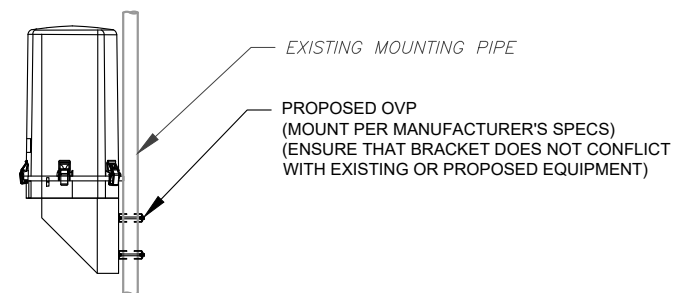 EXISTING MOUNTING PIPE
PROPOSED OVP
(MOUNT PER MANUFACTURER'S SPECS)
(ENSURE THAT BRACKET DOES NOT CONFLICT
WITH EXISTING OR PROPOSED EQUIPMENT)